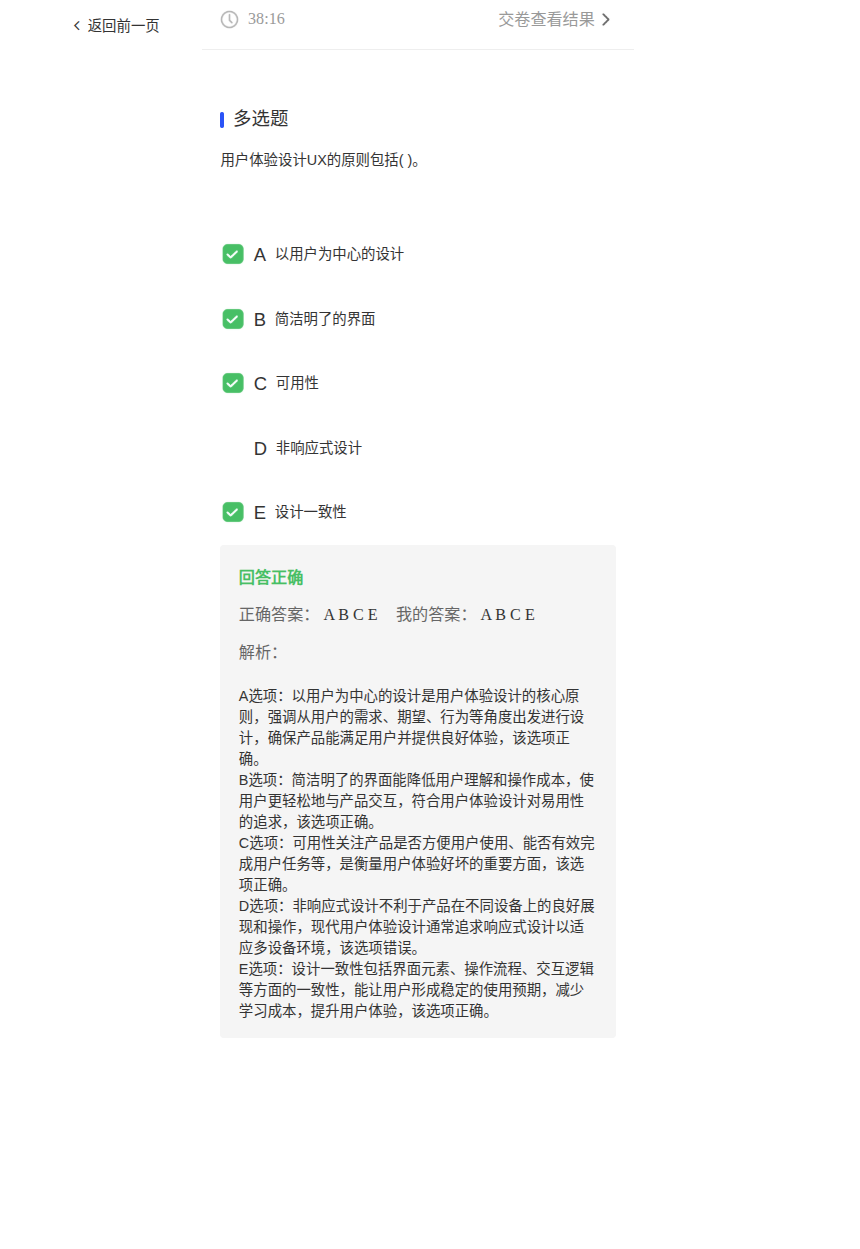 返回前一页
38:16
交卷查看结果
多选题
用户体验设计UX的原则包括( )。
A 以用户为中心的设计
B 简洁明了的界面
C 可用性
D 非响应式设计
E 设计一致性
回答正确
正确答案： A B C E 我的答案： A B C E
解析：
A选项：以用户为中心的设计是用户体验设计的核心原
则，强调从用户的需求、期望、行为等角度出发进行设
计，确保产品能满足用户并提供良好体验，该选项正
确。
B选项：简洁明了的界面能降低用户理解和操作成本，使
用户更轻松地与产品交互，符合用户体验设计对易用性
的追求，该选项正确。
C选项：可用性关注产品是否方便用户使用、能否有效完
成用户任务等，是衡量用户体验好坏的重要方面，该选
项正确。
D选项：非响应式设计不利于产品在不同设备上的良好展
现和操作，现代用户体验设计通常追求响应式设计以适
应多设备环境，该选项错误。
E选项：设计一致性包括界面元素、操作流程、交互逻辑
等方面的一致性，能让用户形成稳定的使用预期，减少
学习成本，提升用户体验，该选项正确。